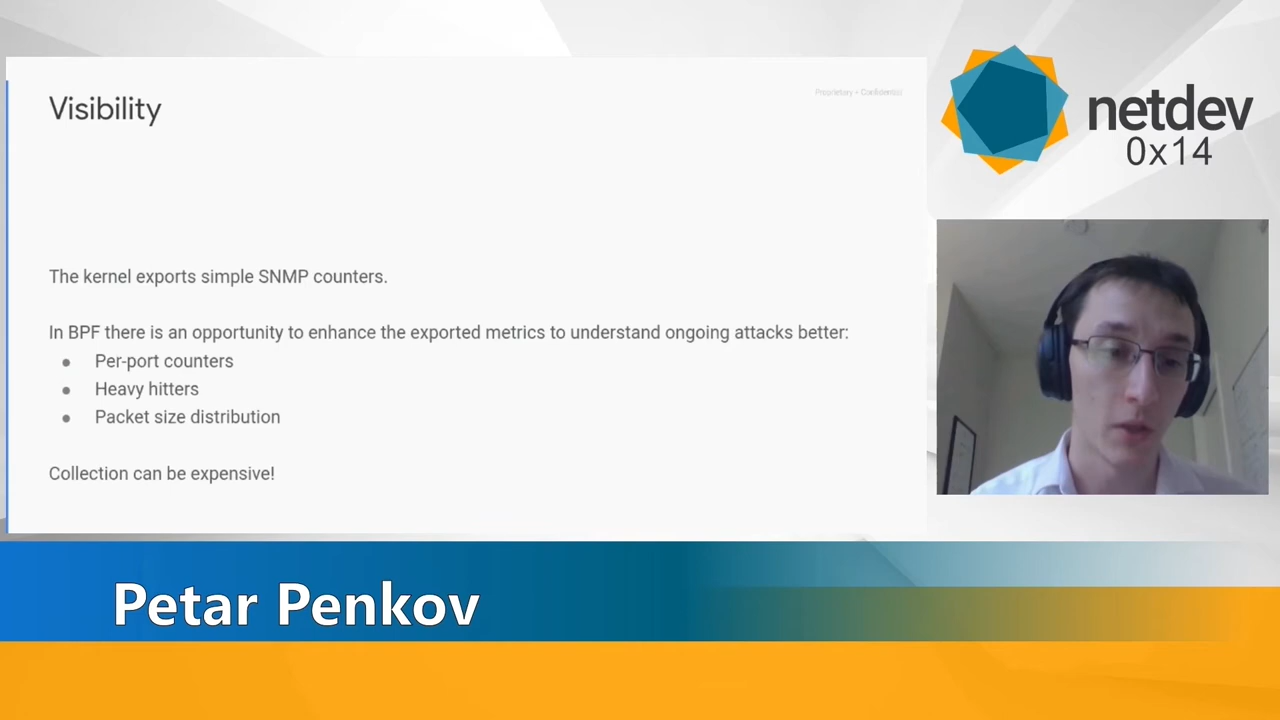 Visibility
Proprietary + Confidential
The kernel exports simple SNMP counters.
In BPF there is an opportunity to enhance the exported metrics to understand ongoing attacks better:
● Per-port counters
● Heavy hitters
● Packet size distribution
Collection can be expensive!
netdev
0x14
Petar Penkov